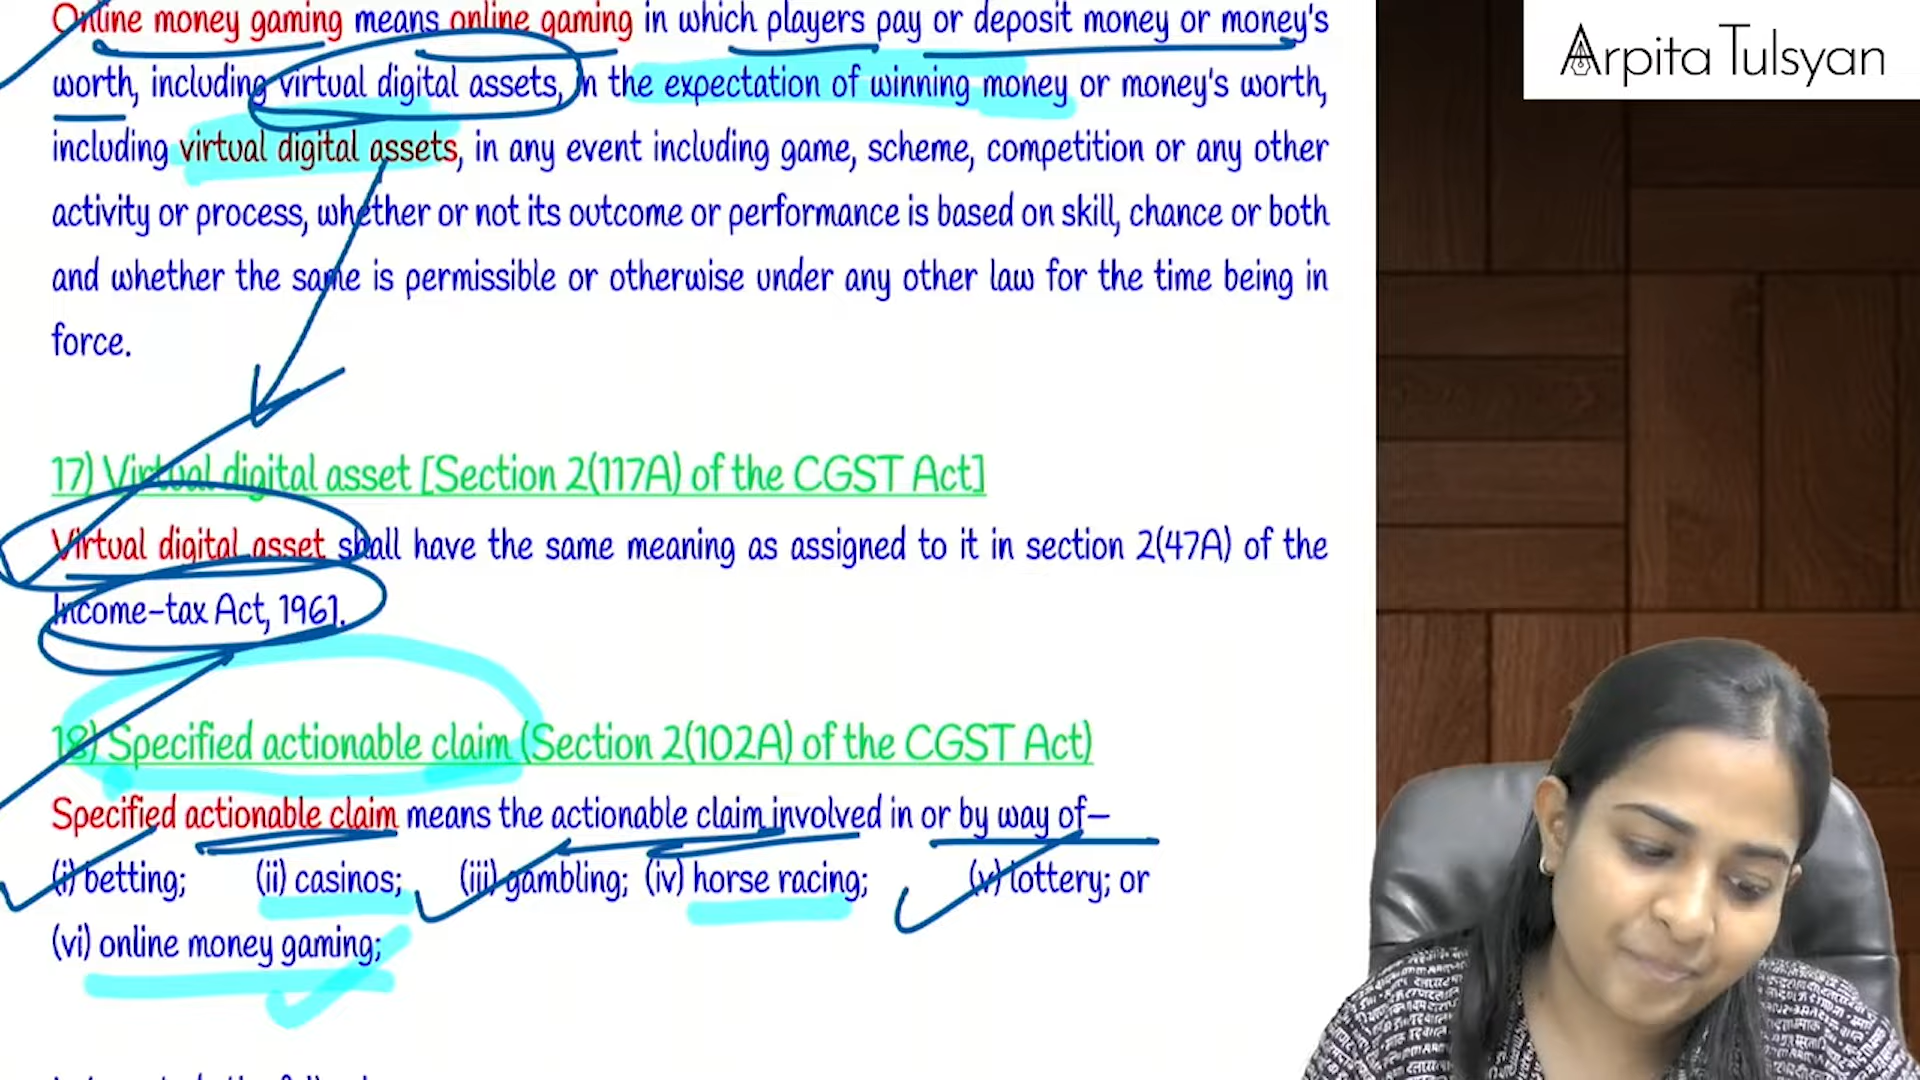 Online money gaming means online gaming in which players pay or deposit money or money's
worth, including virtual digital assets, in the expectation of winning money or money's worth,
including virtual digital assets, in any event including game, scheme, competition or any other
activity or process, whether or not its outcome or performance is based on skill, chance or both
and whether the same is permissible or otherwise under any other law for the time being in
force.
17) Virtual digital asset [Section 2(117A) of the CGST Act]
Virtual digital asset shall have the same meaning as assigned to it in section 2(47A) of the
Income-tax Act, 1961.
18) Specified actionable claim (Section 2(102A) of the CGST Act)
Specified actionable claim means the actionable claim involved in or by way of—
(i) betting; (ii) casinos; (iii) gambling; (iv) horse racing; (v) lottery; or
(vi) online money gaming;
Arpita Tulsyan